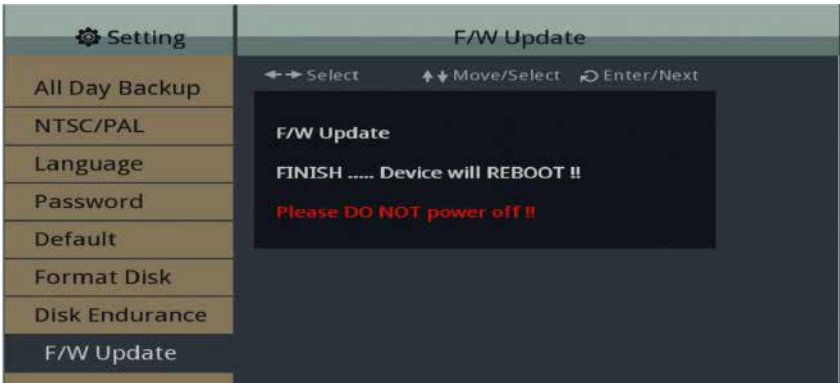 Setting
F/W Update
Select Move/Select Enter/Next
All Day Backup
NTSC/PAL
Language
Password
Default
Format Disk
Disk Endurance
F/W Update
F/W Update
FINISH ..... Device will REBOOT !!
Please DO NOT power off !!